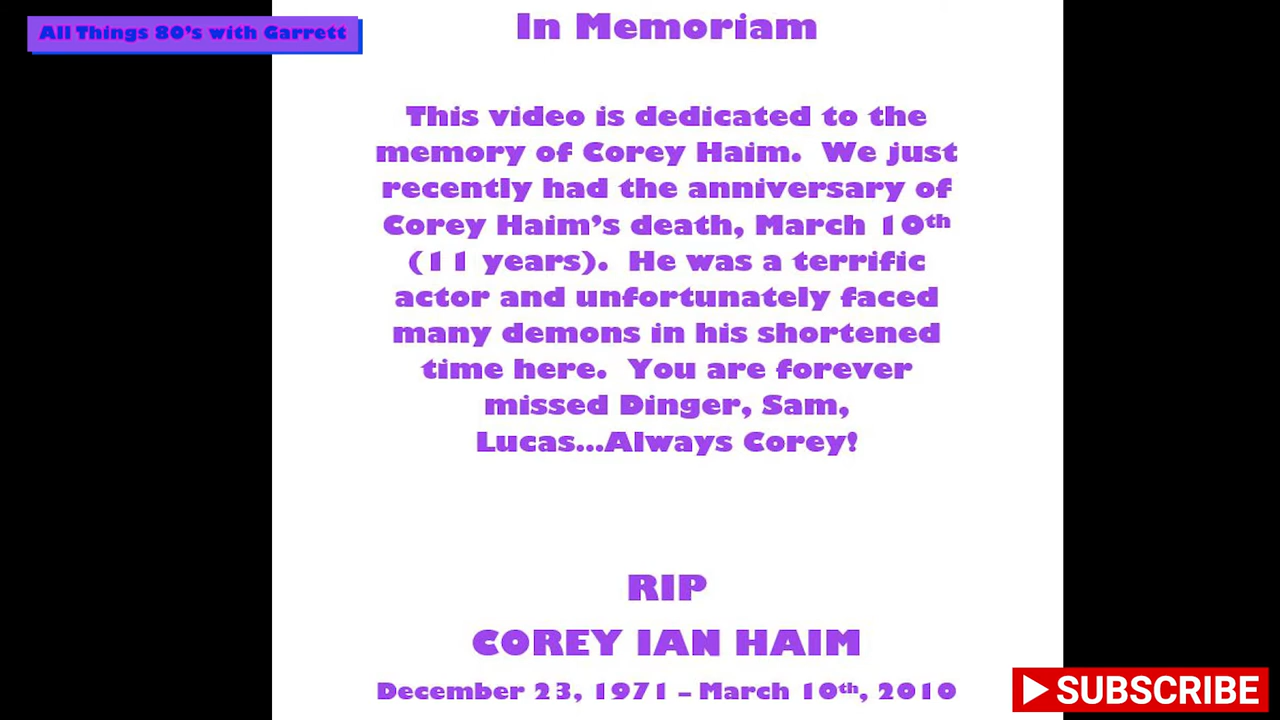 All Things 80's with Garrett
In Memoriam
This video is dedicated to the
memory of Corey Haim. We just
recently had the anniversary of
Corey Haim's death, March 10th
(11 years). He was a terrific
actor and unfortunately faced
many demons in his shortened
time here. You are forever
missed Dinger, Sam,
Lucas...Always Corey!
RIP
COREY IAN HAIM
December 23, 1971 – March 10th, 2010
SUBSCRIBE